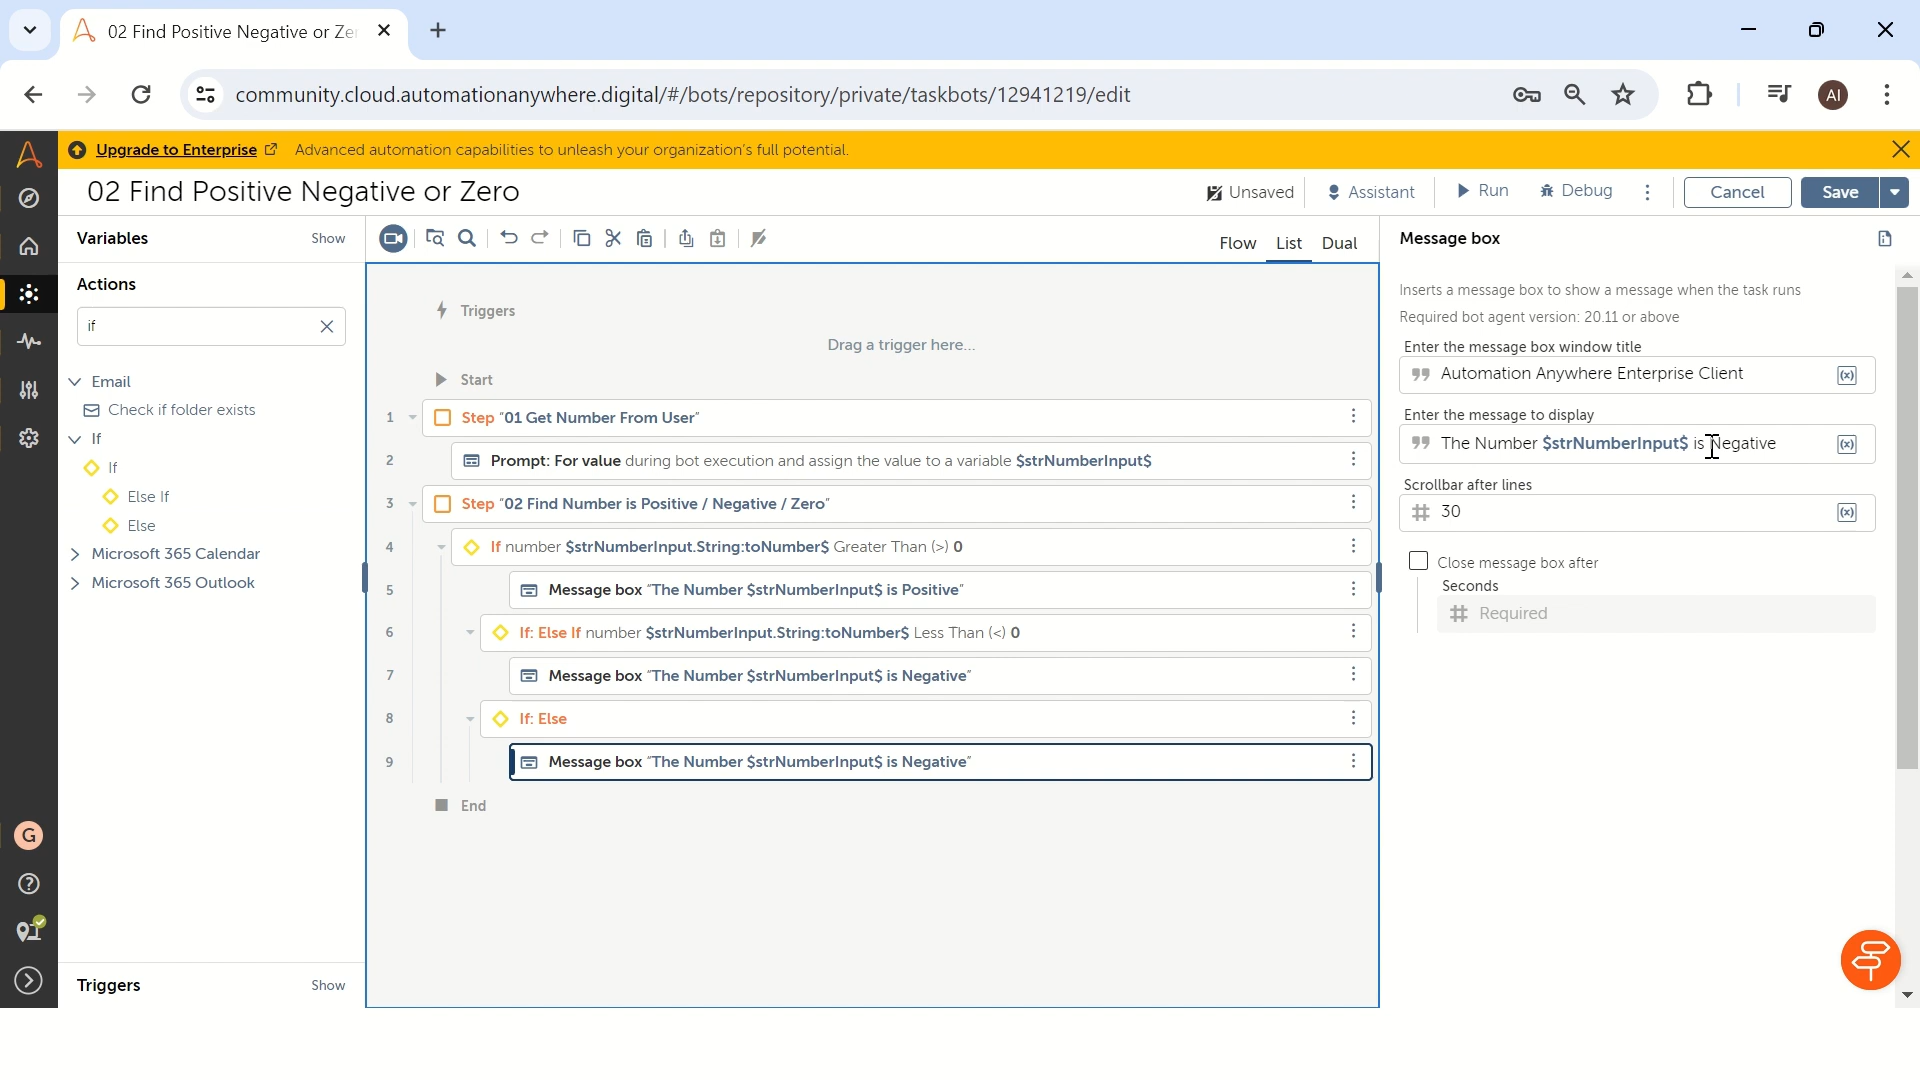 02 Find Positive Negative or Ze
community.cloud.automationanywhere.digital/#/bots/repository/private/taskbots/12941219/edit
AI
Upgrade to Enterprise Advanced automation capabilities to unleash your organization's full potential.
02 Find Positive Negative or Zero
Unsaved
Assistant
Run
Debug
Cancel
Save
Variables
Show
Flow
List
Dual
Message box
Actions
if
Email
Check if folder exists
If
If
Else If
Else
Microsoft 365 Calendar
Microsoft 365 Outlook
Triggers
Show
G
Triggers
Drag a trigger here...
Start
1 Step "01 Get Number From User"
2 Prompt: For value during bot execution and assign the value to a variable $strNumberInput$
3 Step "02 Find Number is Positive / Negative / Zero"
4 If number $strNumberInput.String:toNumber$ Greater Than (>) 0
5 Message box "The Number $strNumberInput$ is Positive"
6 If: Else If number $strNumberInput.String:toNumber$ Less Than (<) 0
7 Message box "The Number $strNumberInput$ is Negative"
8 If: Else
9 Message box "The Number $strNumberInput$ is Negative"
End
Inserts a message box to show a message when the task runs
Required bot agent version: 20.11 or above
Enter the message box window title
Automation Anywhere Enterprise Client
(x)
Enter the message to display
The Number $strNumberInput$ is Negative
(x)
Scrollbar after lines
30
(x)
Close message box after
Seconds
Required